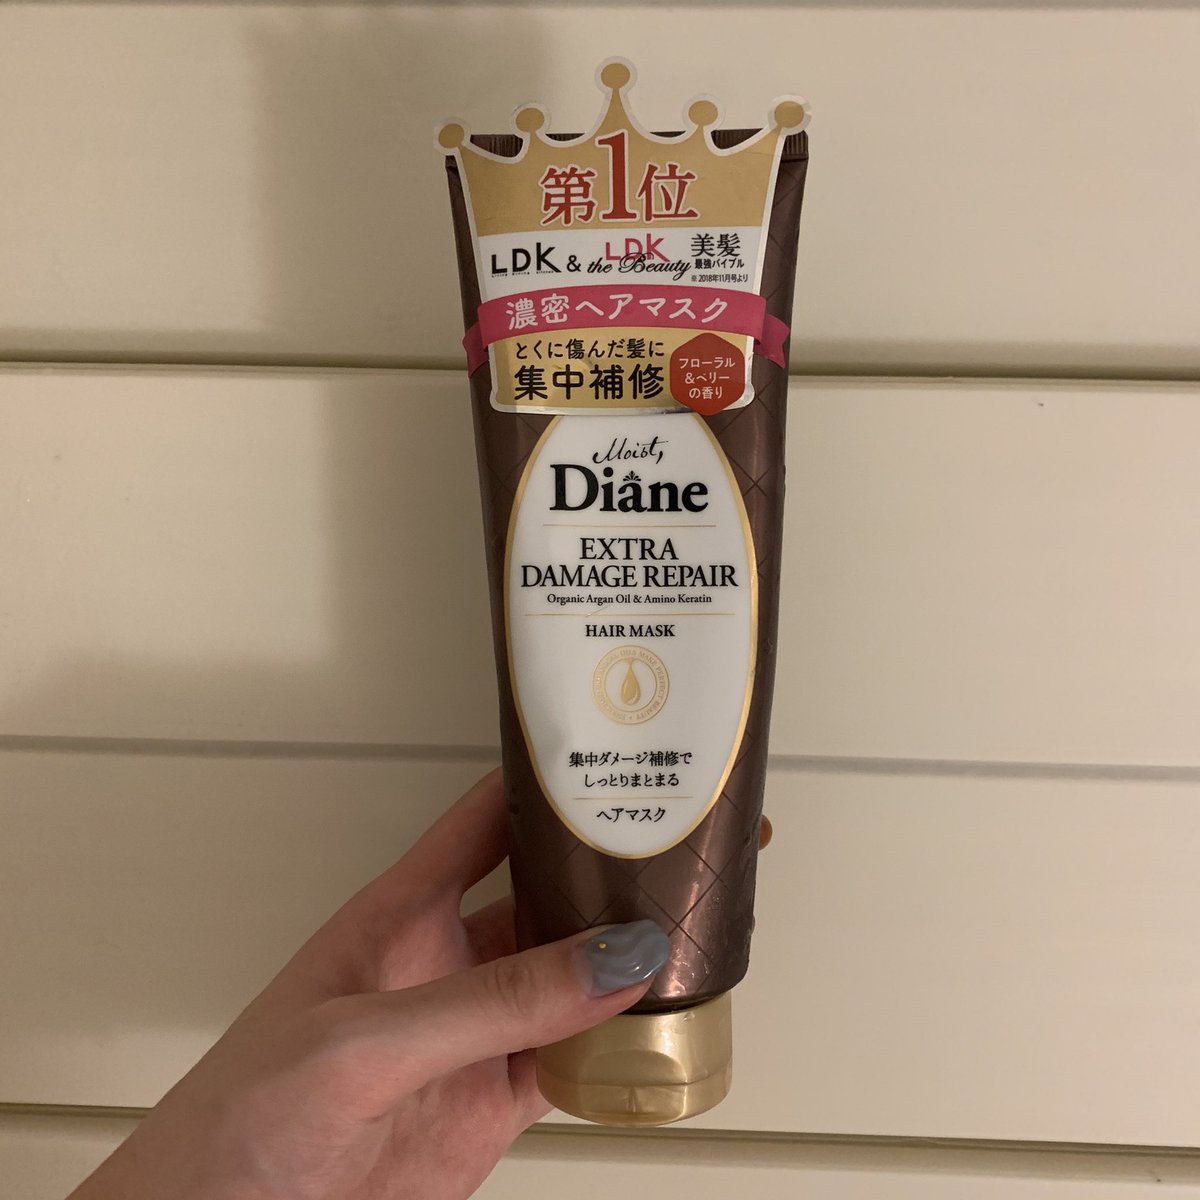 第1位
LDK & LDK the Beauty 美髪最強バイブル
※2018年11月号より
濃密ヘアマスク
とくに傷んだ髪に
集中補修
フローラル
&ベリー
の香り
Moist,
Diane
EXTRA
DAMAGE REPAIR
Organic Argan Oil & Amino Keratin
HAIR MASK
集中ダメージ補修で
しっとりまとまる
ヘアマスク